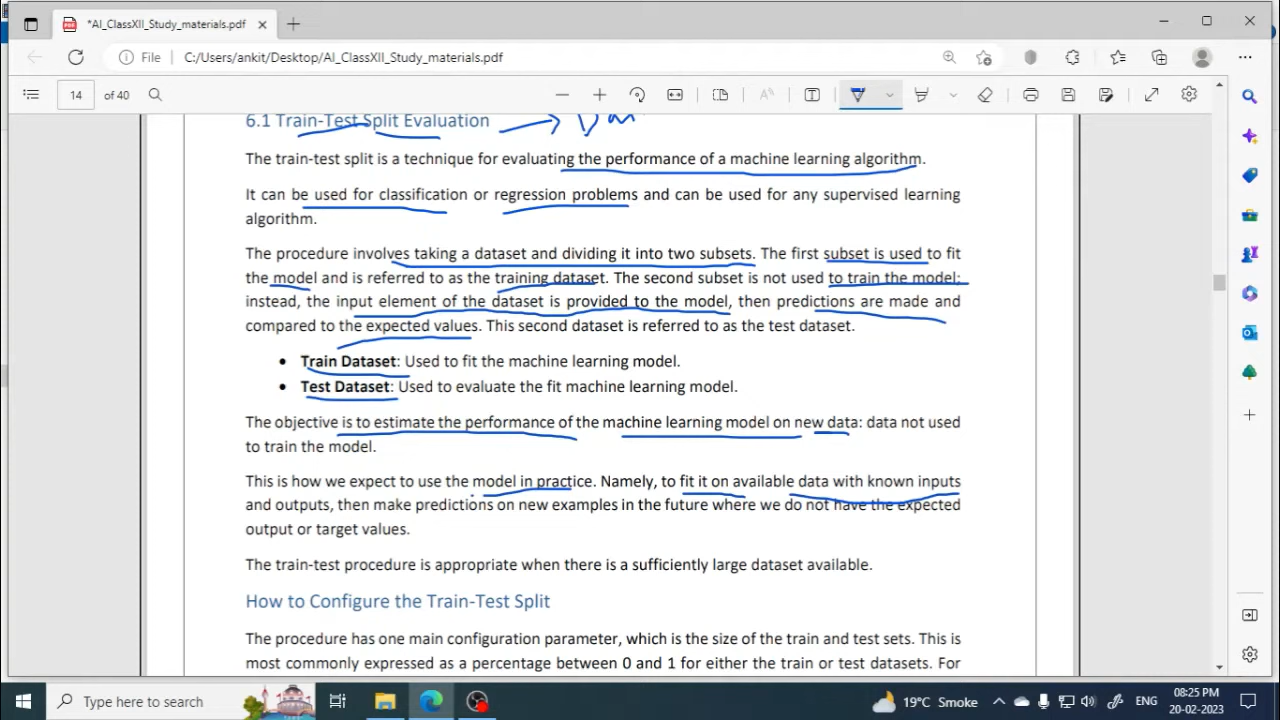 *AI_ClassXII_Study_materials.pdf
File C:/Users/ankit/Desktop/AI_ClassXII_Study_materials.pdf
14 of 40
6.1 Train-Test Split Evaluation
The train-test split is a technique for evaluating the performance of a machine learning algorithm.
It can be used for classification or regression problems and can be used for any supervised learning
algorithm.
The procedure involves taking a dataset and dividing it into two subsets. The first subset is used to fit
the model and is referred to as the training dataset. The second subset is not used to train the model;
instead, the input element of the dataset is provided to the model, then predictions are made and
compared to the expected values. This second dataset is referred to as the test dataset.
• Train Dataset: Used to fit the machine learning model.
• Test Dataset: Used to evaluate the fit machine learning model.
The objective is to estimate the performance of the machine learning model on new data: data not used
to train the model.
This is how we expect to use the model in practice. Namely, to fit it on available data with known inputs
and outputs, then make predictions on new examples in the future where we do not have the expected
output or target values.
The train-test procedure is appropriate when there is a sufficiently large dataset available.
How to Configure the Train-Test Split
The procedure has one main configuration parameter, which is the size of the train and test sets. This is
most commonly expressed as a percentage between 0 and 1 for either the train or test datasets. For
Type here to search
19°C Smoke
ENG
08:25 PM
20-02-2023